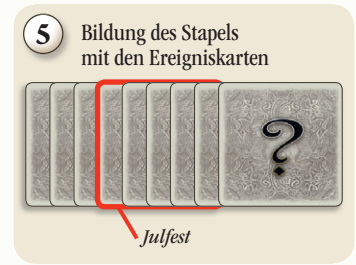 5
Bildung des Stapels
mit den Ereigniskarten
?
Julfest